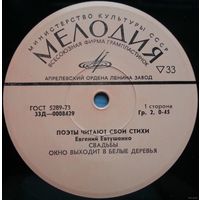 МИНИСТЕРСТВО КУЛЬТУРЫ СССР
МЕЛОДИЯ
ВСЕСОЮЗНАЯ ФИРМА ГРАМПЛАСТИНОК
АПРЕЛЕВСКИЙ ОРДЕНА ЛЕНИНА ЗАВОД
33
ГОСТ 5289-73
33Д-0008429
1 сторона
Гр. 2. 0-45
ПОЭТЫ ЧИТАЮТ СВОИ СТИХИ
Евгений Евтушенко
СВАДЬБЫ
ОКНО ВЫХОДИТ В БЕЛЫЕ ДЕРЕВЬЯ